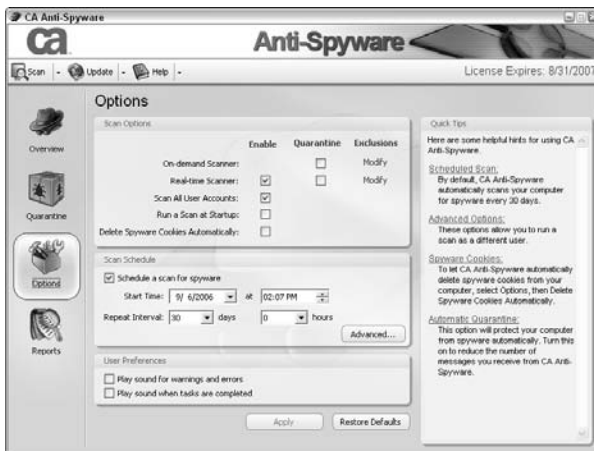 CA Anti-Spyware
ca
Anti-Spyware
Scan
Update
Help
License Expires: 8/31/2007
Overview
Quarantine
Options
Reports
Options
Scan Options
Enable Quarantine Exclusions
On-demand Scanner: Modify
Real-time Scanner: Modify
Scan All User Accounts:
Run a Scan at Startup:
Delete Spyware Cookies Automatically:
Scan Schedule
Schedule a scan for spyware
Start Time: 9/ 6/2006 at 02:07 PM
Repeat Interval: 30 days 0 hours
Advanced...
User Preferences
Play sound for warnings and errors
Play sound when tasks are completed
Apply Restore Defaults
Quick Tips
Here are some helpful hints for using CA
Anti-Spyware.
Scheduled Scan:
By default, CA Anti-Spyware
automatically scans your computer
for spyware every 30 days.
Advanced Options:
These options allow you to run a
scan as a different user.
Spyware Cookies:
To let CA Anti-Spyware automatically
delete spyware cookies from your
computer, select Options, then Delete
Spyware Cookies Automatically.
Automatic Quarantine:
This option will protect your computer
from spyware automatically. Turn this
on to reduce the number of
messages you receive from CA Anti-
Spyware.